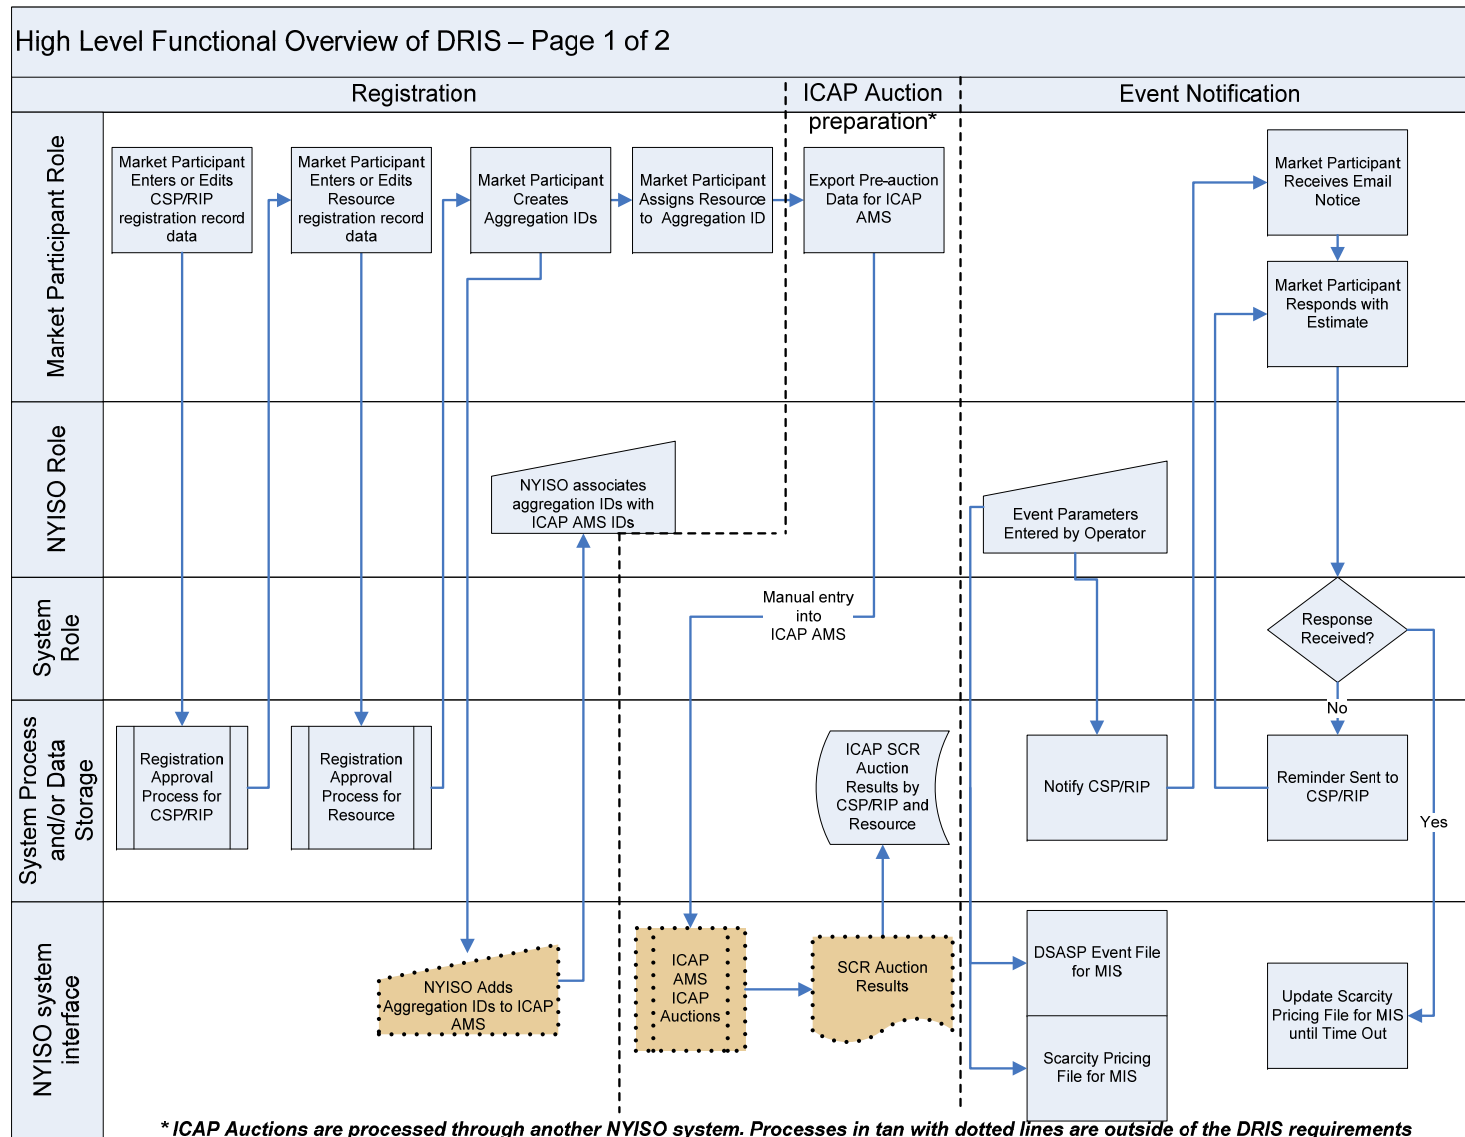 High Level Functional Overview of DRIS – Page 1 of 2
Registration
ICAP Auction
preparation*
Event Notification
Market Participant Role
Market Participant
Enters or Edits
CSP/RIP
registration record
data
Market Participant
Enters or Edits
Resource
registration record
data
Market Participant
Creates
Aggregation IDs
Market Participant
Assigns Resource
to Aggregation ID
Export Pre-auction
Data for ICAP
AMS
Market Participant
Receives Email
Notice
Market Participant
Responds with
Estimate
NYISO Role
NYISO associates
aggregation IDs with
ICAP AMS IDs
Event Parameters
Entered by Operator
System
Role
Manual entry
into
ICAP AMS
Response
Received?
No
Yes
System Process
and/or Data
Storage
Registration
Approval
Process for
CSP/RIP
Registration
Approval
Process for
Resource
ICAP SCR
Auction
Results by
CSP/RIP and
Resource
Notify CSP/RIP
Reminder Sent to
CSP/RIP
NYISO system
interface
NYISO Adds
Aggregation IDs to ICAP
AMS
ICAP
AMS
ICAP
Auctions
SCR Auction
Results
DSASP Event File
for MIS
Scarcity Pricing
File for MIS
Update Scarcity
Pricing File for MIS
until Time Out
* ICAP Auctions are processed through another NYISO system. Processes in tan with dotted lines are outside of the DRIS requirements